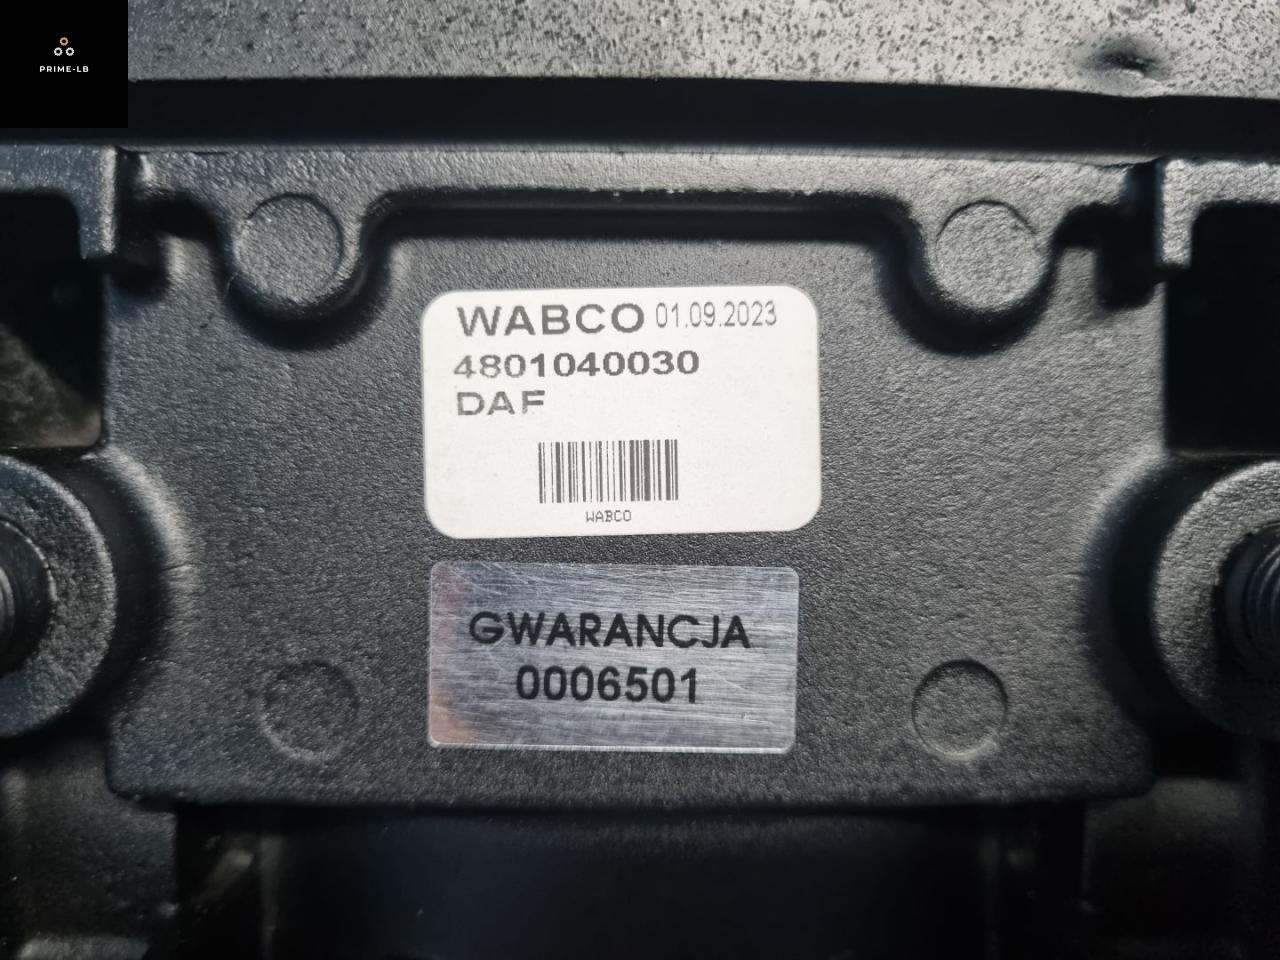 PRIME-LB
WABCO 01.09.2023
4801040030
DAF
WABCO
GWARANCJA
0006501